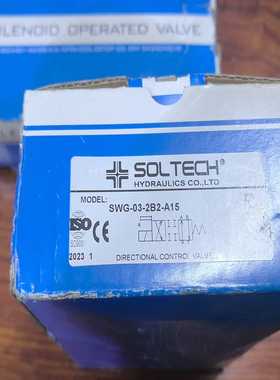 SOLENOID OPERATED VALVE
SOLTECH®
HYDRAULICS CO.,LTD
MODEL:
SWG-03-2B2-A15
ISO CE
2023 1
DIRECTIONAL CONTROL VALVE